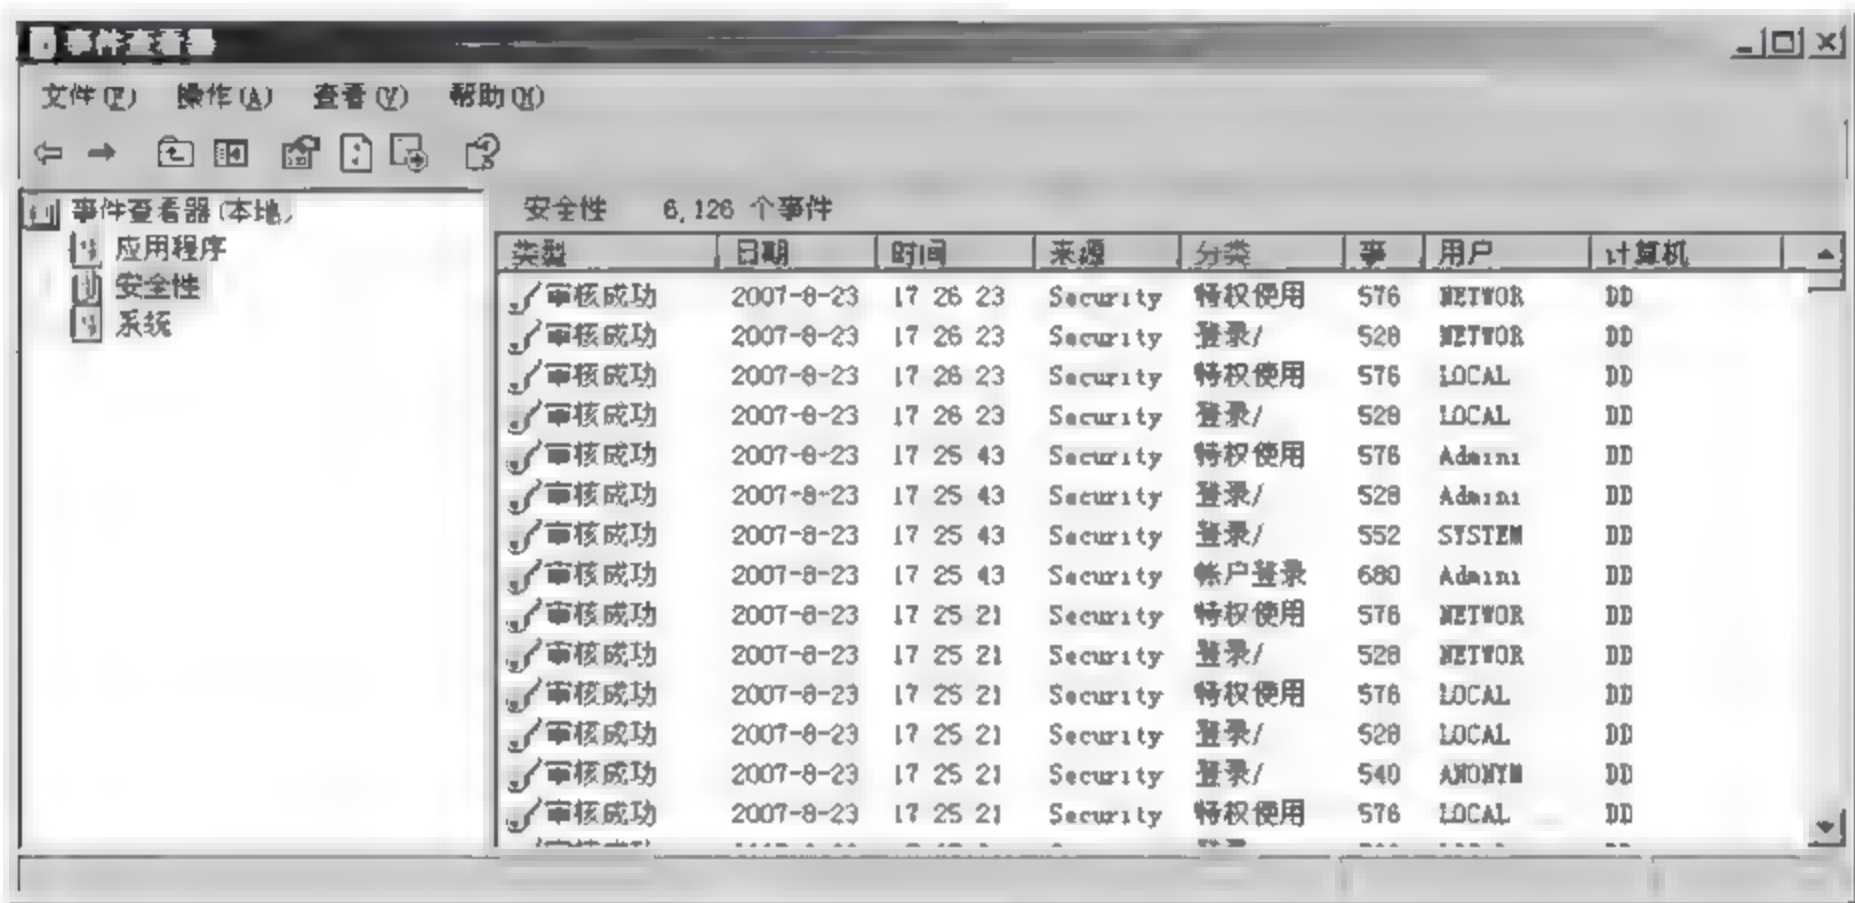 事件查看器
文件(F) 操作(A) 查看(V) 帮助(H)
事件查看器(本地)
应用程序
安全性
系统
安全性 6,126 个事件
类型 日期 时间 来源 分类 事 用户 计算机
审核成功 2007-8-23 17 26 23 Security 特权使用 576 NETWOR DD
审核成功 2007-8-23 17 26 23 Security 登录/ 528 NETWOR DD
审核成功 2007-8-23 17 26 23 Security 特权使用 576 LOCAL DD
审核成功 2007-8-23 17 26 23 Security 登录/ 528 LOCAL DD
审核成功 2007-8-23 17 25 43 Security 特权使用 576 Admini DD
审核成功 2007-8-23 17 25 43 Security 登录/ 528 Admini DD
审核成功 2007-8-23 17 25 43 Security 登录/ 552 SYSTEM DD
审核成功 2007-8-23 17 25 43 Security 帐户登录 680 Admini DD
审核成功 2007-8-23 17 25 21 Security 特权使用 576 NETWOR DD
审核成功 2007-8-23 17 25 21 Security 登录/ 528 NETWOR DD
审核成功 2007-8-23 17 25 21 Security 特权使用 576 LOCAL DD
审核成功 2007-8-23 17 25 21 Security 登录/ 528 LOCAL DD
审核成功 2007-8-23 17 25 21 Security 登录/ 540 ANONYM DD
审核成功 2007-8-23 17 25 21 Security 特权使用 576 LOCAL DD